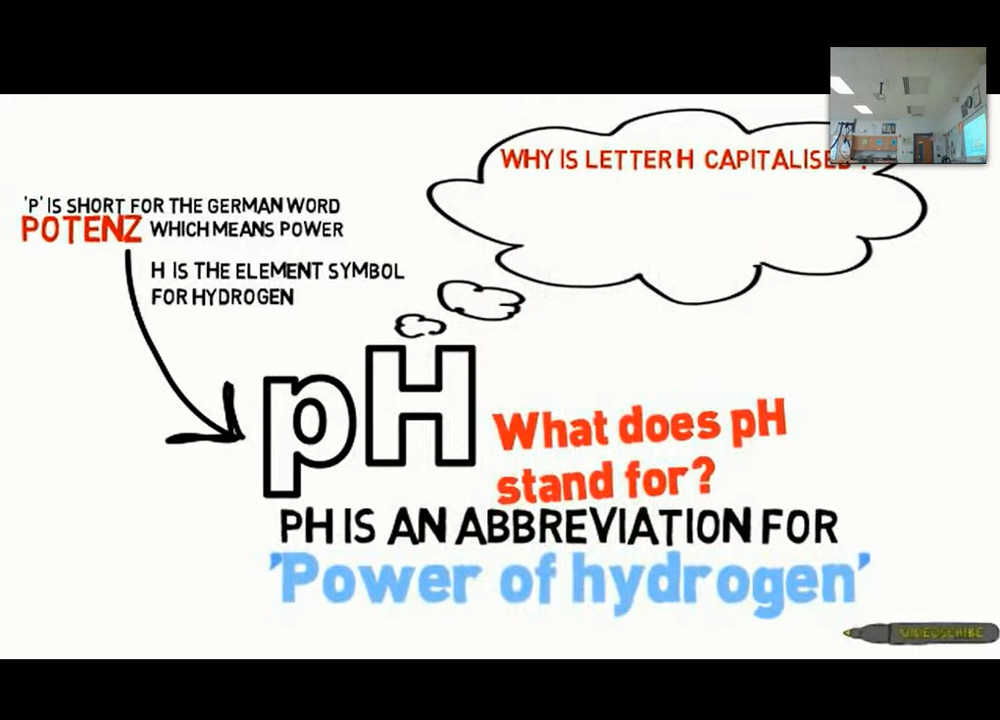 WHY IS LETTER H CAPITALISED ?
'P' IS SHORT FOR THE GERMAN WORD
POTENZ WHICH MEANS POWER
H IS THE ELEMENT SYMBOL
FOR HYDROGEN
pH
What does pH
stand for?
PH IS AN ABBREVIATION FOR
'Power of hydrogen'
VIDEOSCRIBE